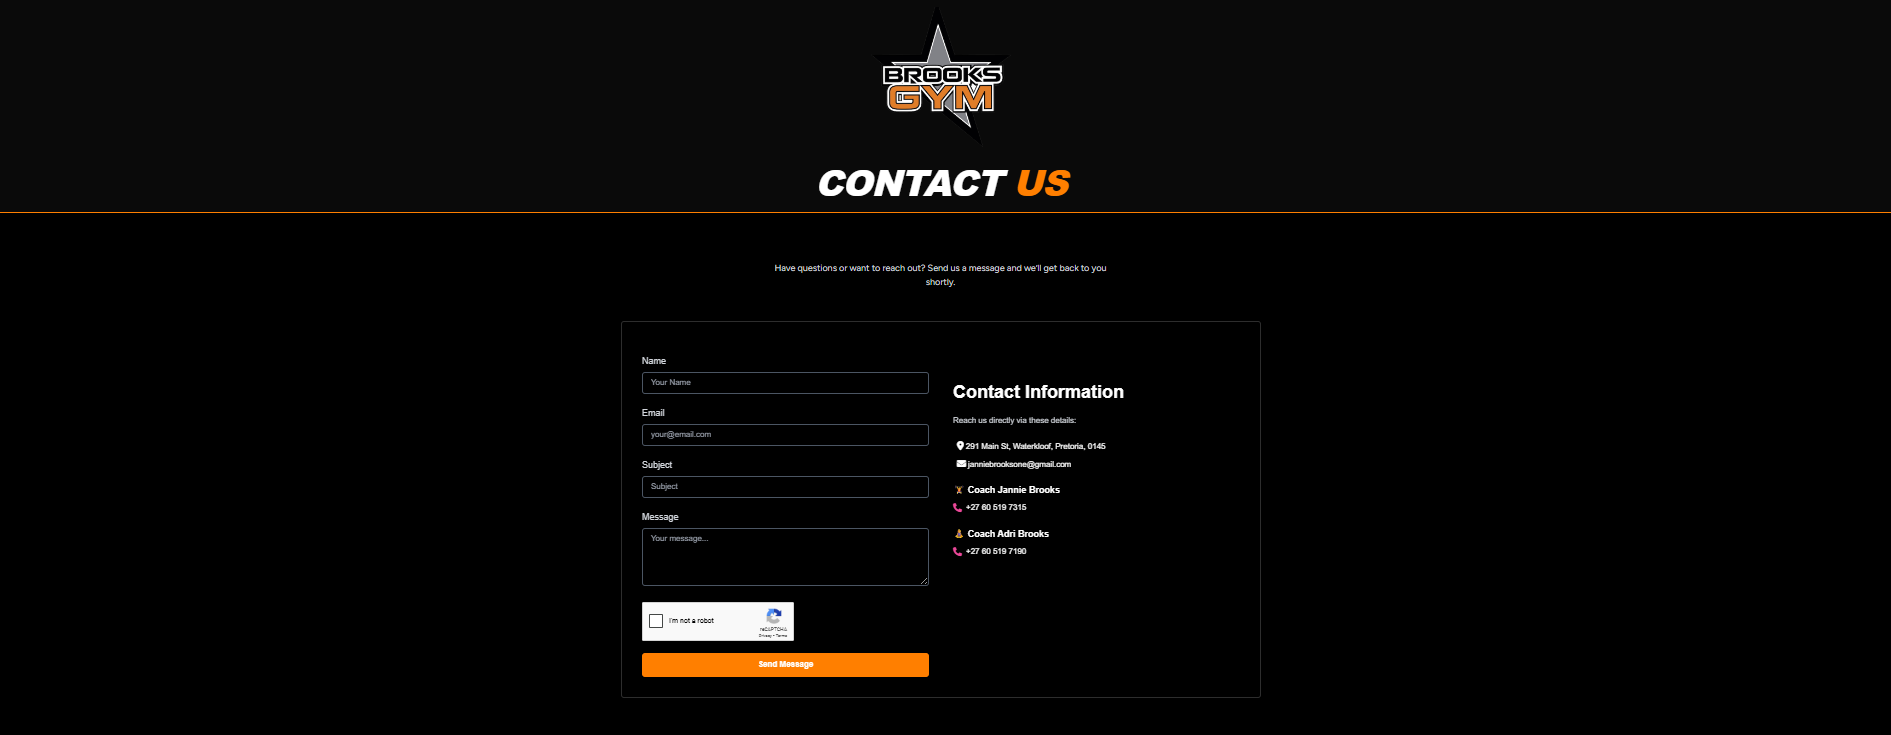 BROOKS
GYM
CONTACT US
Have questions or want to reach out? Send us a message and we'll get back to you
shortly.
Name
Your Name
Email
your@email.com
Subject
Subject
Message
Your message...
I'm not a robot
reCAPTCHA
Privacy • Terms
Send Message
Contact Information
Reach us directly via these details:
291 Main St, Waterkloof, Pretoria, 0145
janniebrooksone@gmail.com
Coach Jannie Brooks
+27 60 519 7315
Coach Adri Brooks
+27 60 519 7190